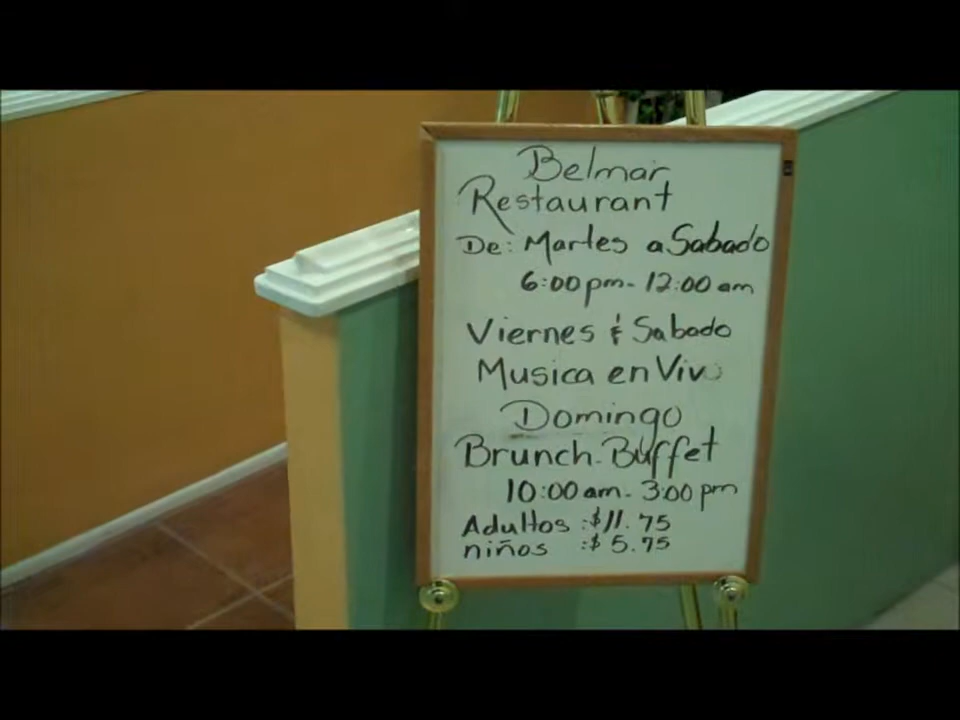 Belmar
Restaurant
De: Martes a Sabado
6:00 pm - 12:00 am
Viernes & Sabado
Musica en Vivo
Domingo
Brunch - Buffet
10:00 am - 3:00 pm
Adultos : $11.75
niños : $5.75